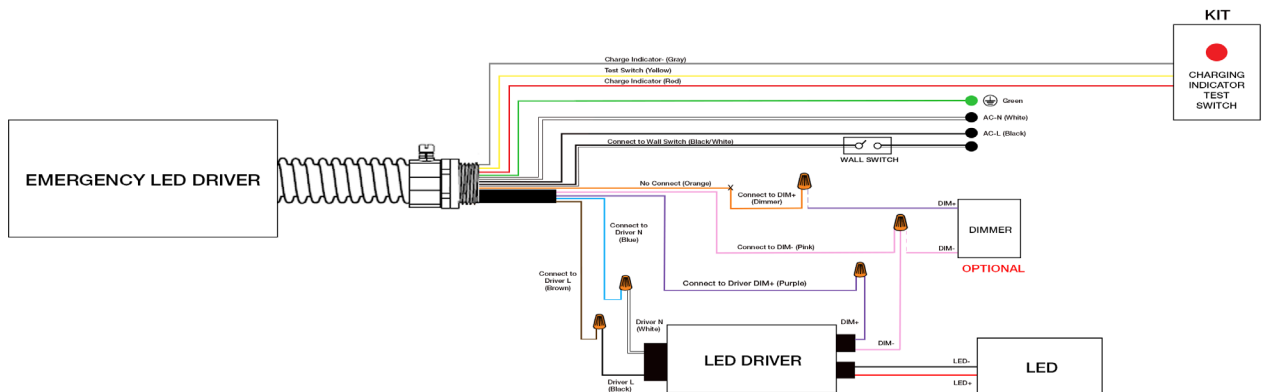 KIT
Charge Indicator- (Gray)
Test Switch (Yellow)
Charge Indicator (Red)
CHARGING
INDICATOR
TEST
SWITCH
Green
AC-N (White)
AC-L (Black)
Connect to Wall Switch (Black/White)
WALL SWITCH
EMERGENCY LED DRIVER
No Connect (Orange)
X
Connect to DIM+
(Dimmer)
DIM+
DIMMER
Connect to
Driver N
(Blue)
Connect to DIM- (Pink)
DIM-
OPTIONAL
Connect to
Driver L
(Brown)
Connect to Driver DIM+ (Purple)
Driver N
(White)
DIM+
DIM-
LED DRIVER
LED-
LED
LED+
Driver L
(Black)